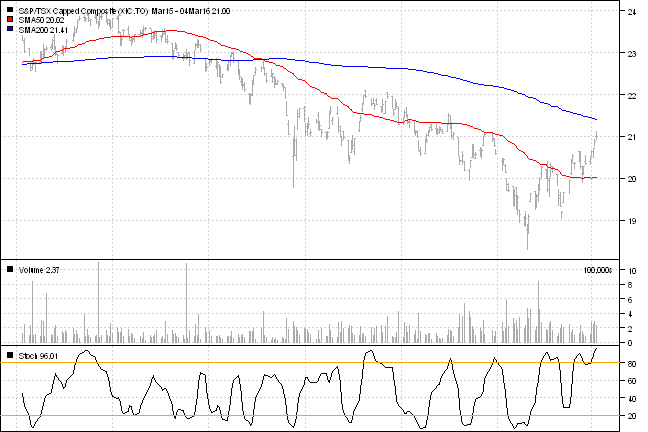 S&P/TSX Capped Composite (XIC.TO) Mar15 - 04Mar16 21.00
SMA50 20.02
SMA200 21.41
24
23
22
21
20
19
Volume 2.37
100,000s
10
8
6
4
2
0
Stoch 96.01
80
60
40
20